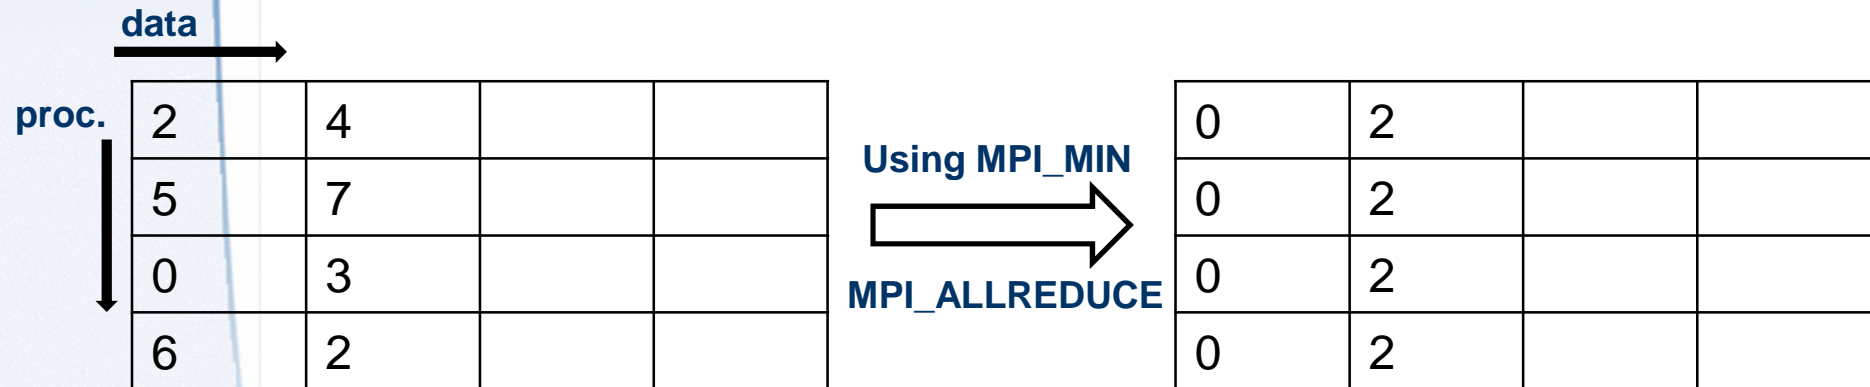 data
proc.
2 4
5 7
0 3
6 2
Using MPI_MIN
MPI_ALLREDUCE
0 2
0 2
0 2
0 2